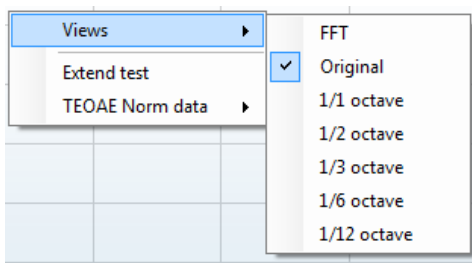 Views
Extend test
TEOAE Norm data
FFT
Original
1/1 octave
1/2 octave
1/3 octave
1/6 octave
1/12 octave